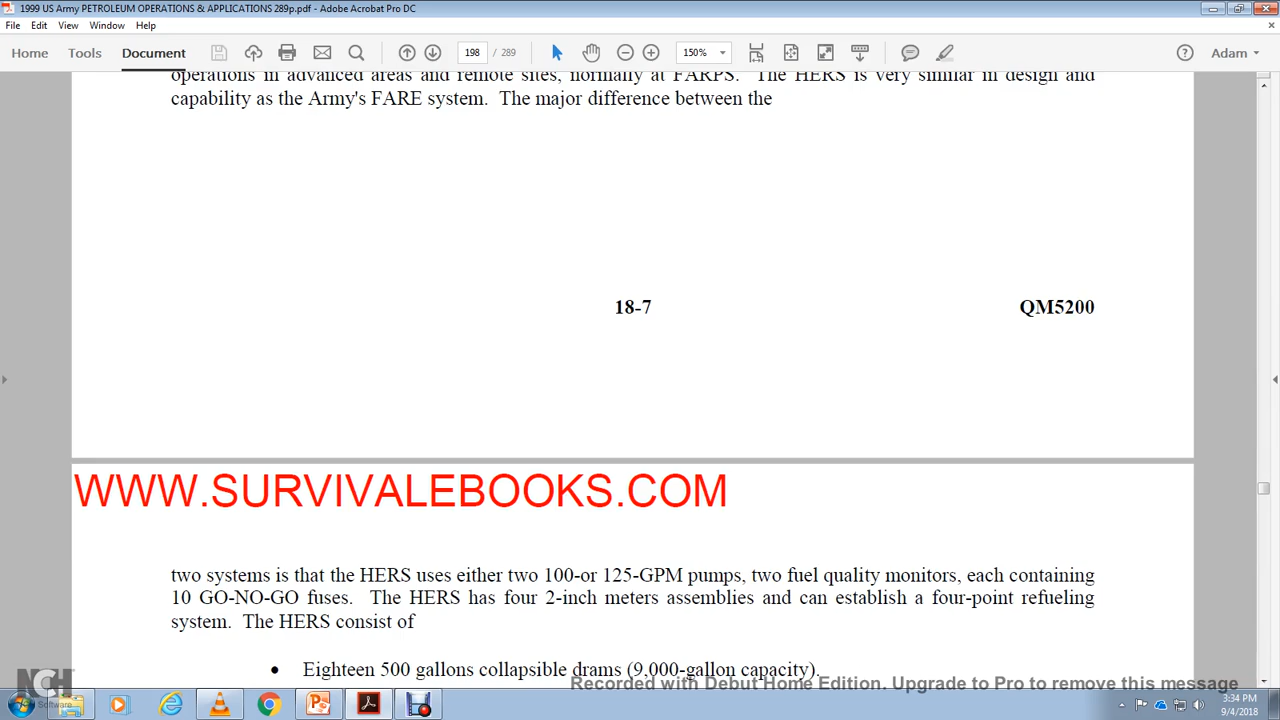 1999 US Army PETROLEUM OPERATIONS & APPLICATIONS 289p.pdf - Adobe Acrobat Pro DC
File Edit View Window Help
Home Tools Document 198 / 289 150% Adam
operations in advanced areas and remote sites, normally at FARPS. The HERS is very similar in design and
capability as the Army's FARE system. The major difference between the
18-7 QM5200
WWW.SURVIVALEBOOKS.COM
two systems is that the HERS uses either two 100-or 125-GPM pumps, two fuel quality monitors, each containing
10 GO-NO-GO fuses. The HERS has four 2-inch meters assemblies and can establish a four-point refueling
system. The HERS consist of
• Eighteen 500 gallons collapsible drams (9,000-gallon capacity).
Recorded with Debut Home Edition. Upgrade to Pro to remove this message
NCH
Software
3:34 PM
9/4/2018